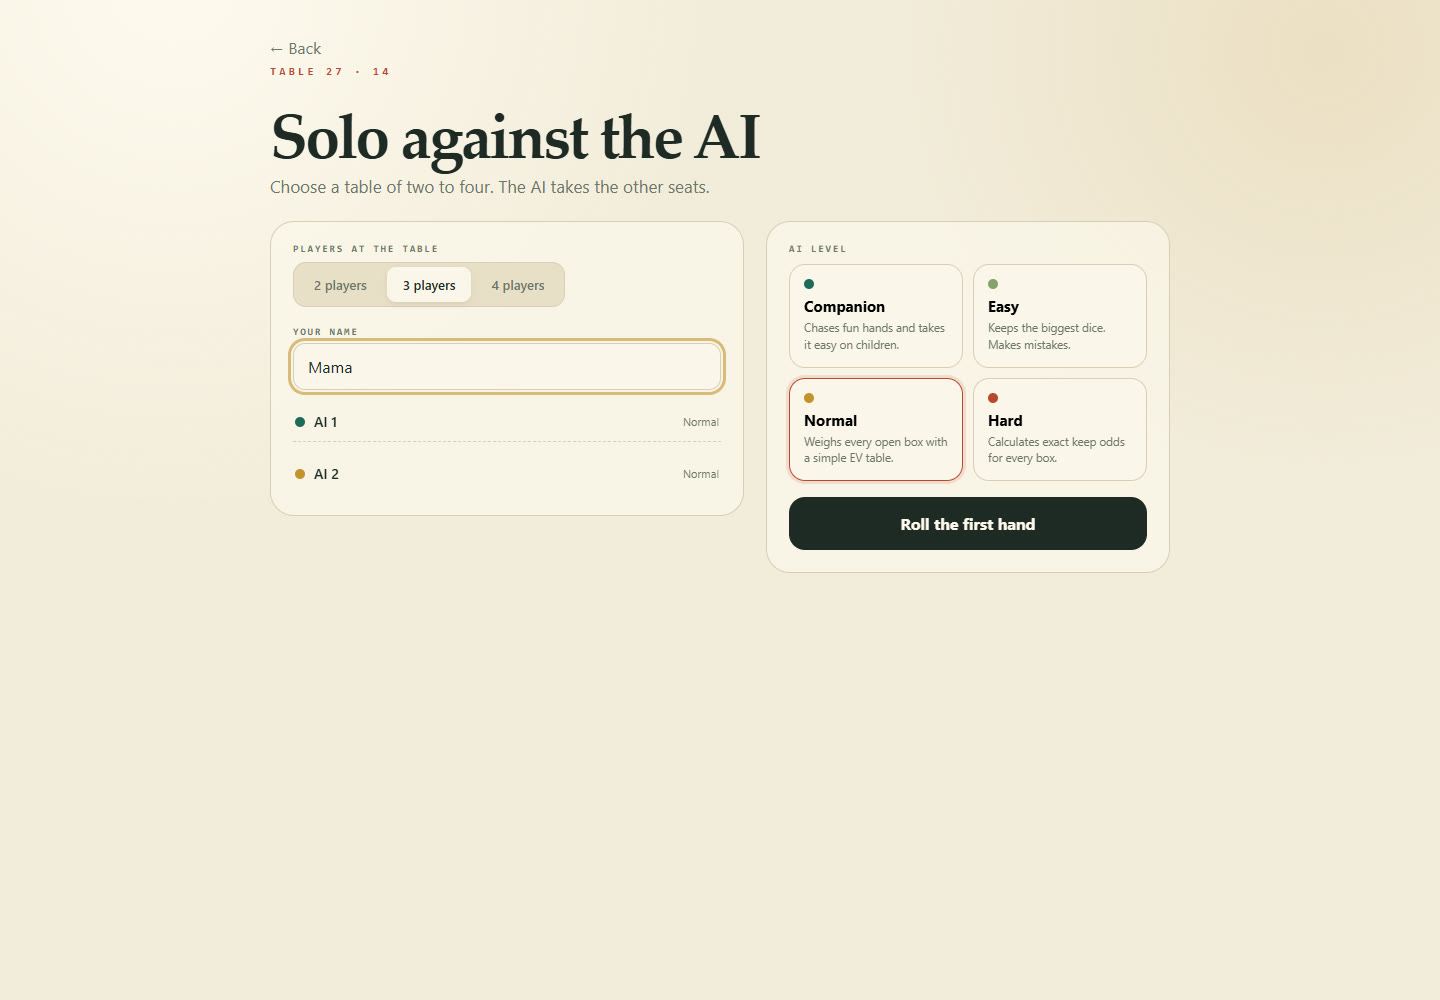 ← Back
TABLE 27 · 14
Solo against the AI
Choose a table of two to four. The AI takes the other seats.
PLAYERS AT THE TABLE
2 players
3 players
4 players
YOUR NAME
Mama
AI 1
Normal
AI 2
Normal
AI LEVEL
Companion
Chases fun hands and takes
it easy on children.
Easy
Keeps the biggest dice.
Makes mistakes.
Normal
Weighs every open box with
a simple EV table.
Hard
Calculates exact keep odds
for every box.
Roll the first hand